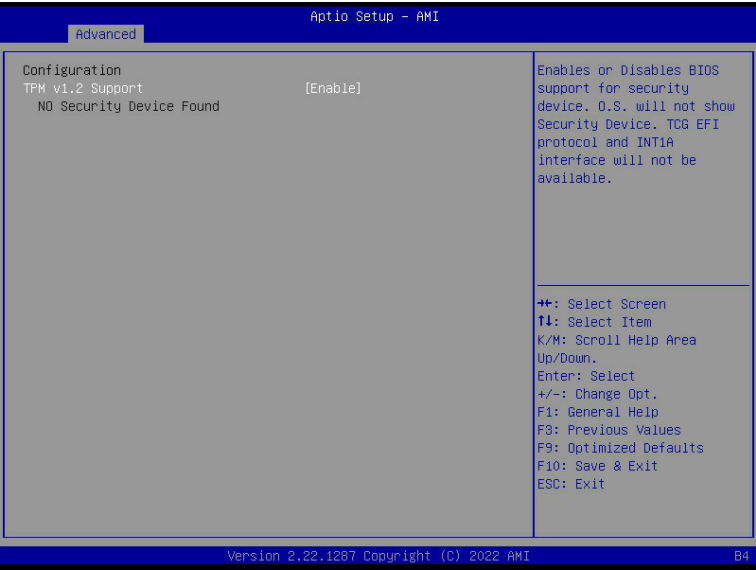 Aptio Setup – AMI
Advanced
Configuration
TPM v1.2 Support [Enable]
NO Security Device Found
Enables or Disables BIOS
support for security
device. O.S. will not show
Security Device. TCG EFI
protocol and INT1A
interface will not be
available.
→←: Select Screen
↑↓: Select Item
K/M: Scroll Help Area
Up/Down.
Enter: Select
+/-: Change Opt.
F1: General Help
F3: Previous Values
F9: Optimized Defaults
F10: Save & Exit
ESC: Exit
Version 2.22.1287 Copyright (C) 2022 AMI
B4